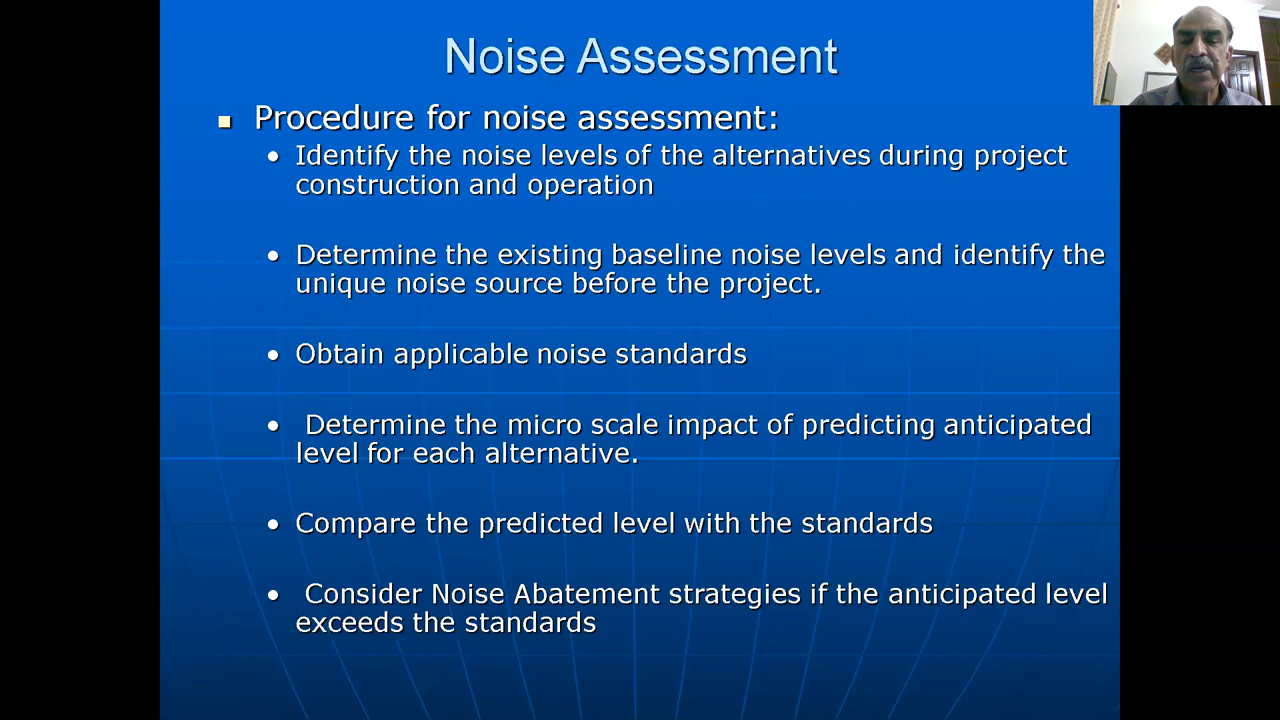 Noise Assessment
Procedure for noise assessment:
Identify the noise levels of the alternatives during project
construction and operation
Determine the existing baseline noise levels and identify the
unique noise source before the project.
Obtain applicable noise standards
Determine the micro scale impact of predicting anticipated
level for each alternative.
Compare the predicted level with the standards
Consider Noise Abatement strategies if the anticipated level
exceeds the standards